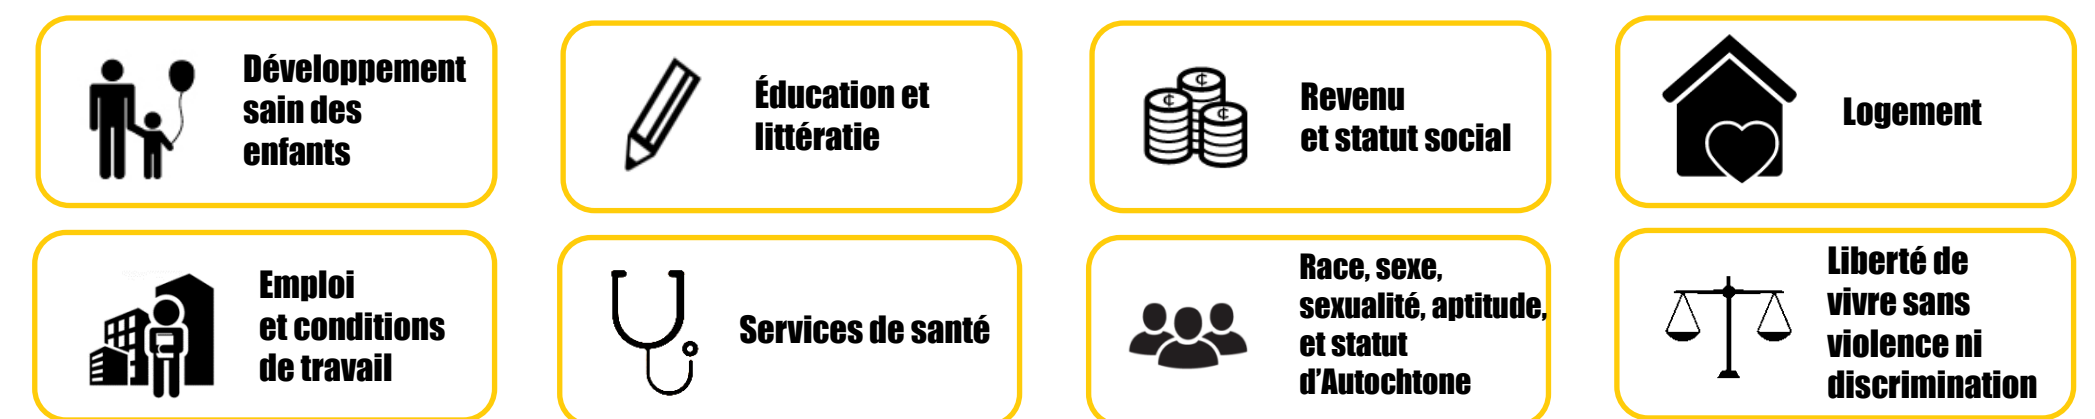 Développement
sain des
enfants
Éducation et
littératie
Revenu
et statut social
Logement
Emploi
et conditions
de travail
Services de santé
Race, sexe,
sexualité, aptitude,
et statut
d'Autochtone
Liberté de
vivre sans
violence ni
discrimination